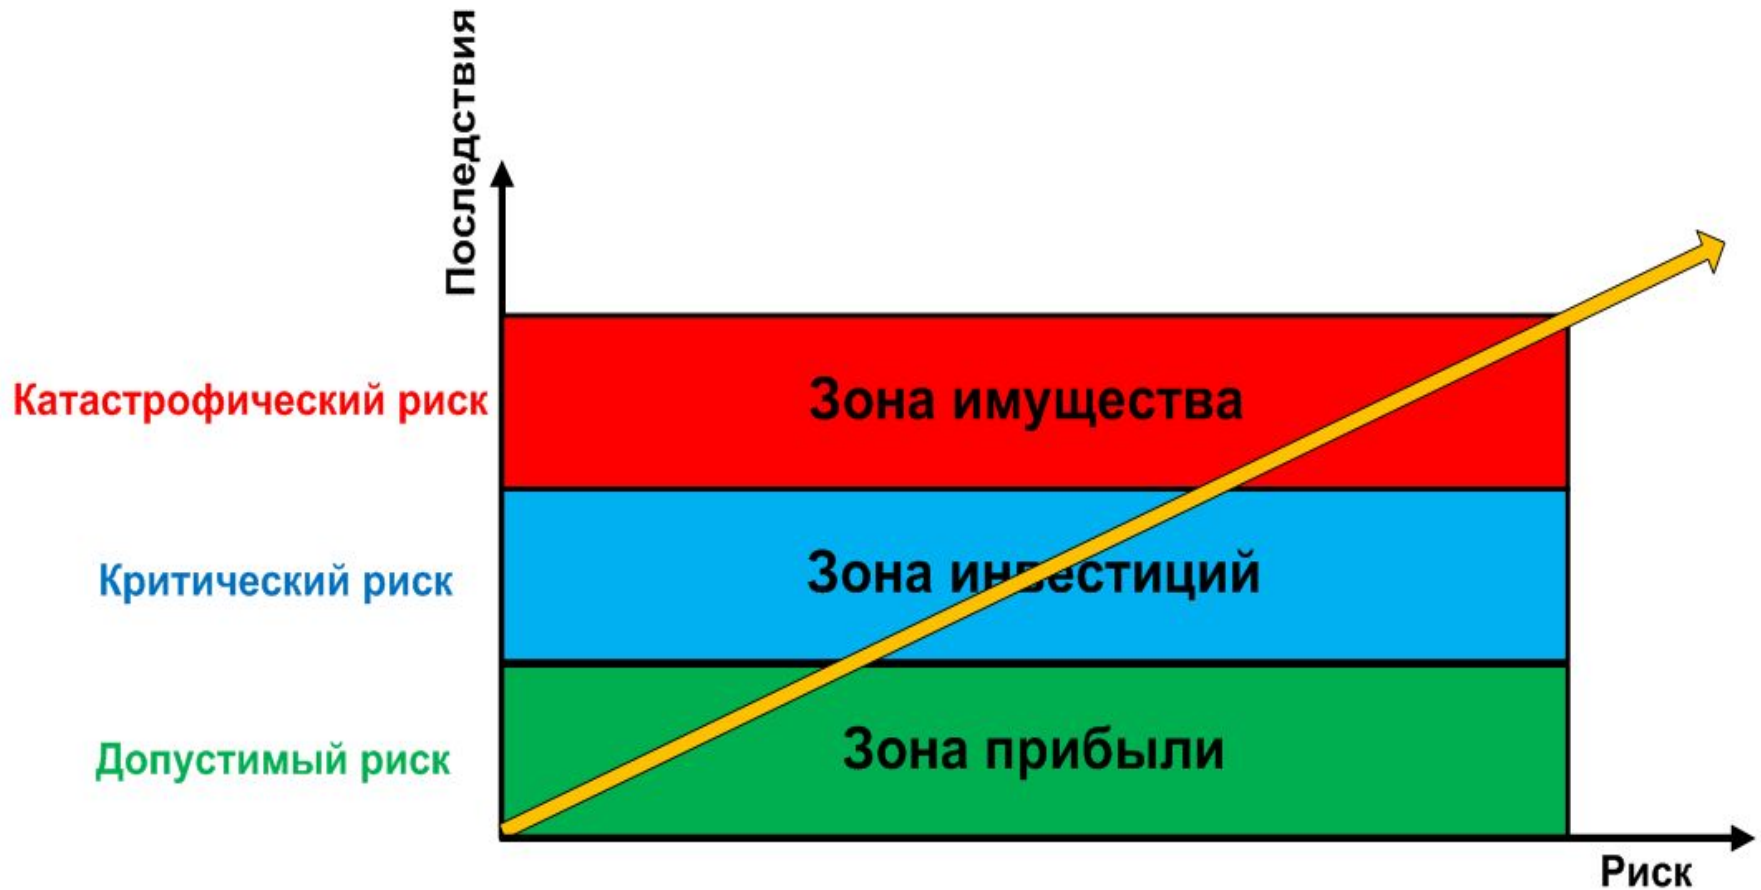 Последствия
Катастрофический риск
Зона имущества
Критический риск
Зона инвестиций
Допустимый риск
Зона прибыли
Риск